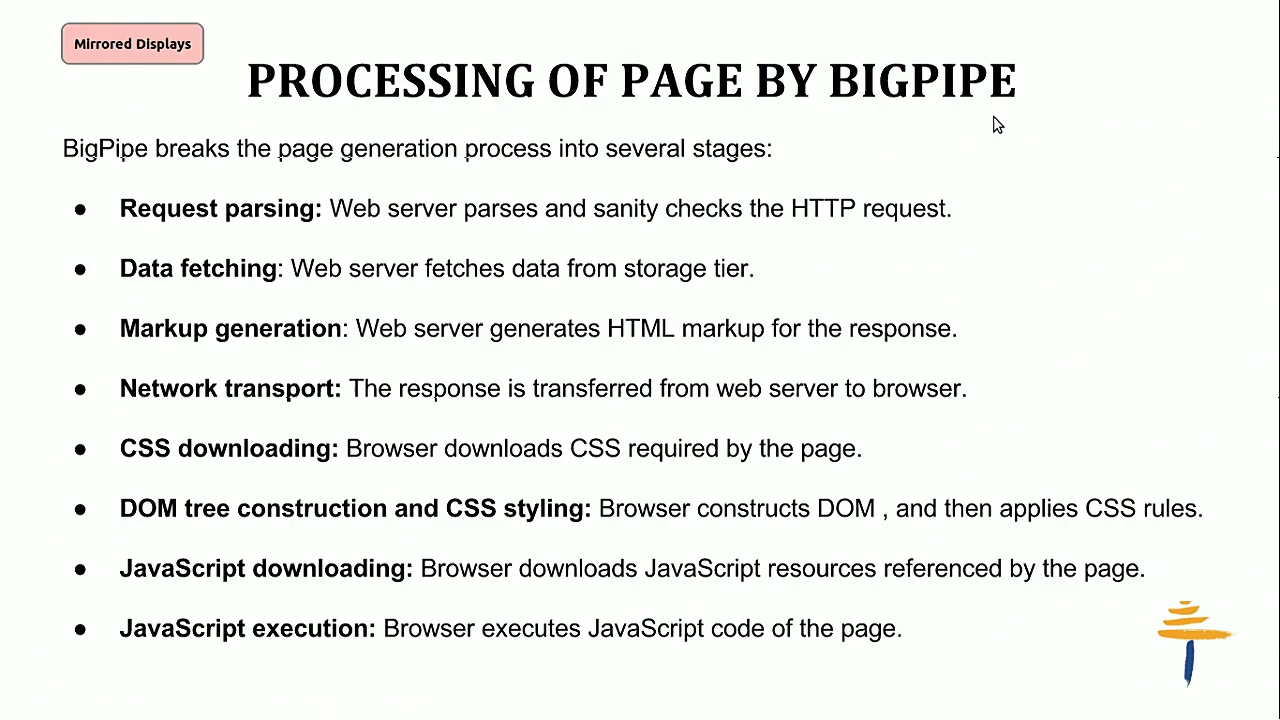 Mirrored Displays
PROCESSING OF PAGE BY BIGPIPE
BigPipe breaks the page generation process into several stages:
● Request parsing: Web server parses and sanity checks the HTTP request.
● Data fetching: Web server fetches data from storage tier.
● Markup generation: Web server generates HTML markup for the response.
● Network transport: The response is transferred from web server to browser.
● CSS downloading: Browser downloads CSS required by the page.
● DOM tree construction and CSS styling: Browser constructs DOM , and then applies CSS rules.
● JavaScript downloading: Browser downloads JavaScript resources referenced by the page.
● JavaScript execution: Browser executes JavaScript code of the page.